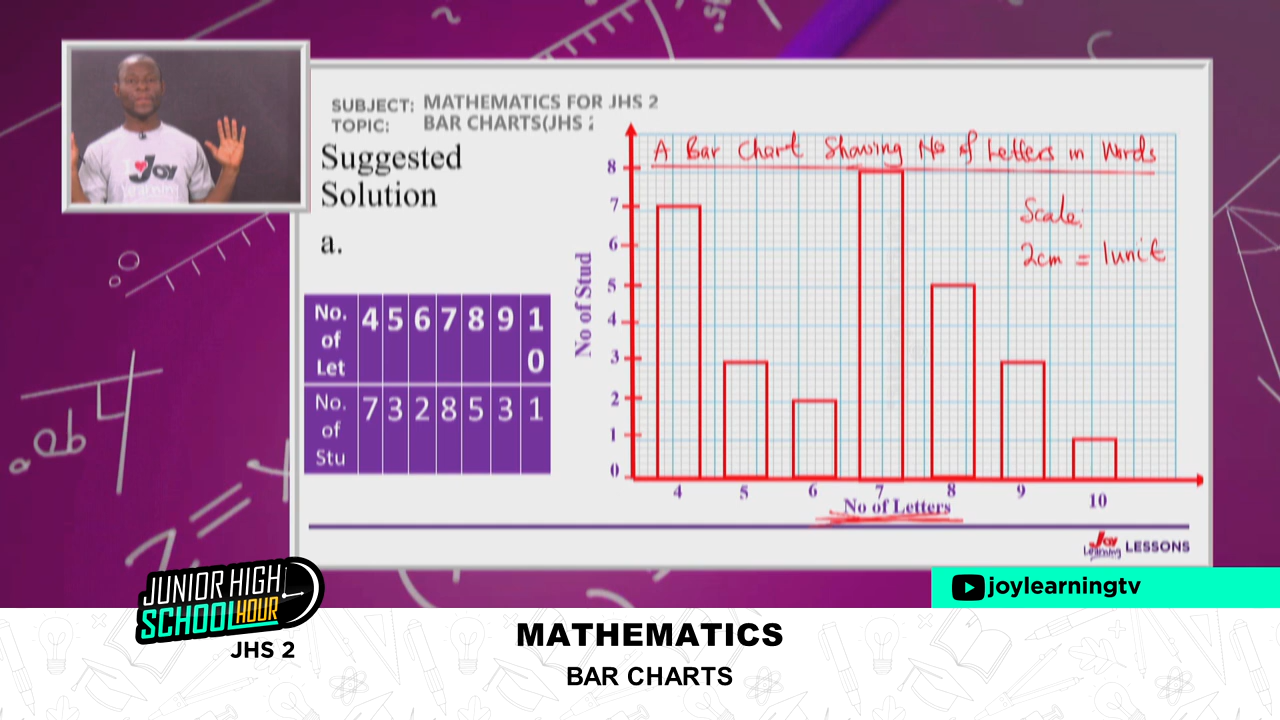 SUBJECT: MATHEMATICS FOR JHS 2
TOPIC: BAR CHARTS(JHS 2
Suggested
Solution
a.
No. of Let 4 5 6 7 8 9 10
No. of Stu 7 3 2 8 5 3 1
A Bar Chart Showing No of Letters in Words
Scale:
2cm = 1unit
No of Stud
8
7
6
5
4
3
2
1
0
4 5 6 7 8 9 10
No of Letters
Joy Learning LESSONS
Joy Learning
JUNIOR HIGH
SCHOOL HOUR
JHS 2
joylearningtv
MATHEMATICS
BAR CHARTS